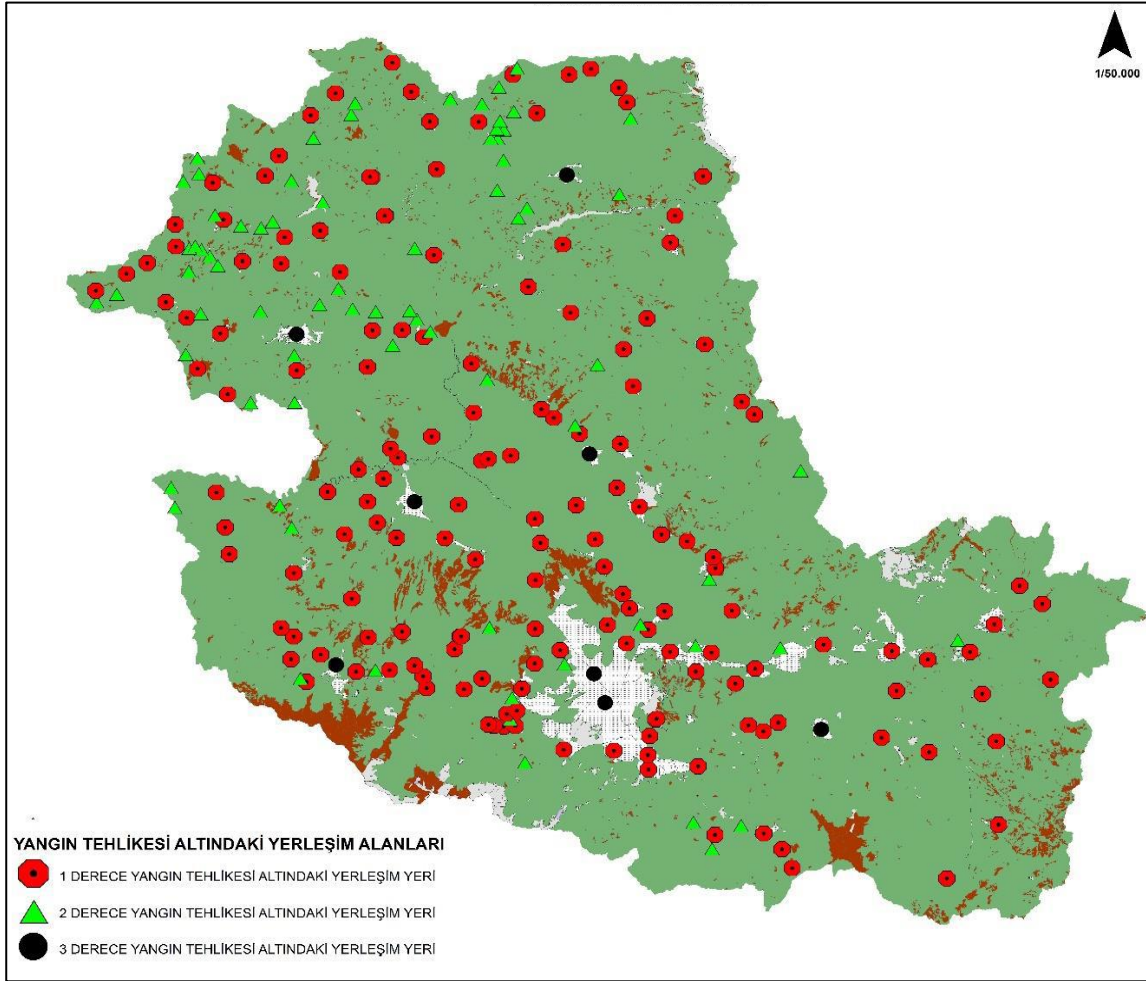 1/50.000
YANGIN TEHLİKESİ ALTINDAKİ YERLEŞİM ALANLARI
1 DERECE YANGIN TEHLİKESİ ALTINDAKİ YERLEŞİM YERİ
2 DERECE YANGIN TEHLİKESİ ALTINDAKİ YERLEŞİM YERİ
3 DERECE YANGIN TEHLİKESİ ALTINDAKİ YERLEŞİM YERİ